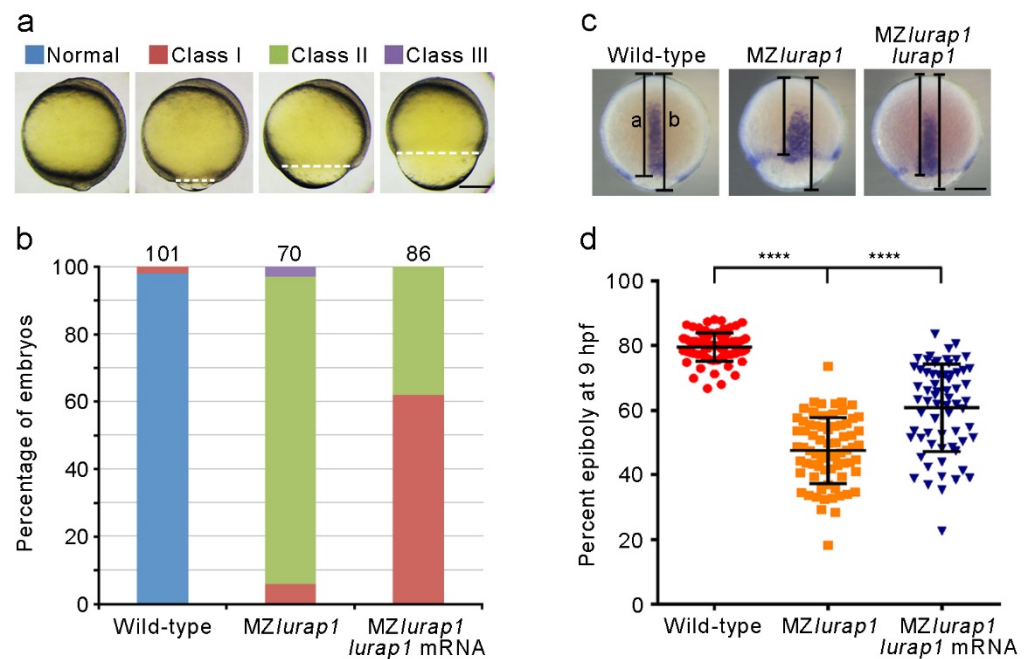 a
Normal Class I Class II Class III
b
101 70 86
Percentage of embryos
100
80
60
40
20
0
Wild-type MZlurap1 MZlurap1
lurap1 mRNA
c
Wild-type MZlurap1 MZlurap1
lurap1
a b
d
**** ****
Percent epiboly at 9 hpf
100
80
60
40
20
0
Wild-type MZlurap1 MZlurap1
lurap1 mRNA